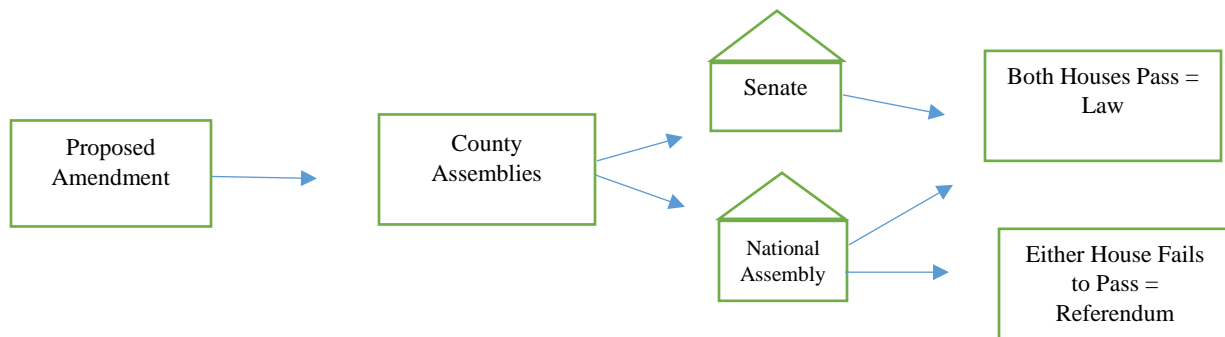 Proposed
Amendment
County
Assemblies
Senate
National
Assembly
Both Houses Pass =
Law
Either House Fails
to Pass =
Referendum